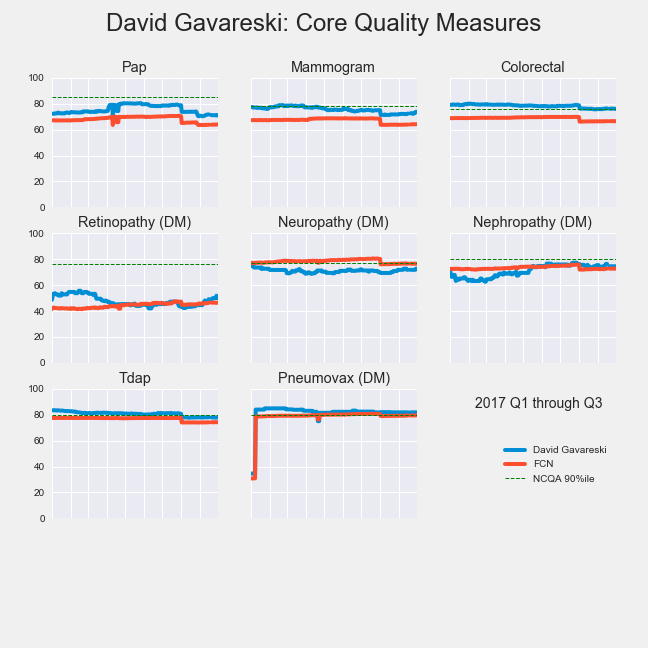 David Gavareski: Core Quality Measures
Pap
Mammogram
Colorectal
100
80
60
40
20
0
Retinopathy (DM)
Neuropathy (DM)
Nephropathy (DM)
100
80
60
40
20
0
Tdap
Pneumovax (DM)
100
80
60
40
20
0
2017 Q1 through Q3
David Gavareski
FCN
NCQA 90%ile